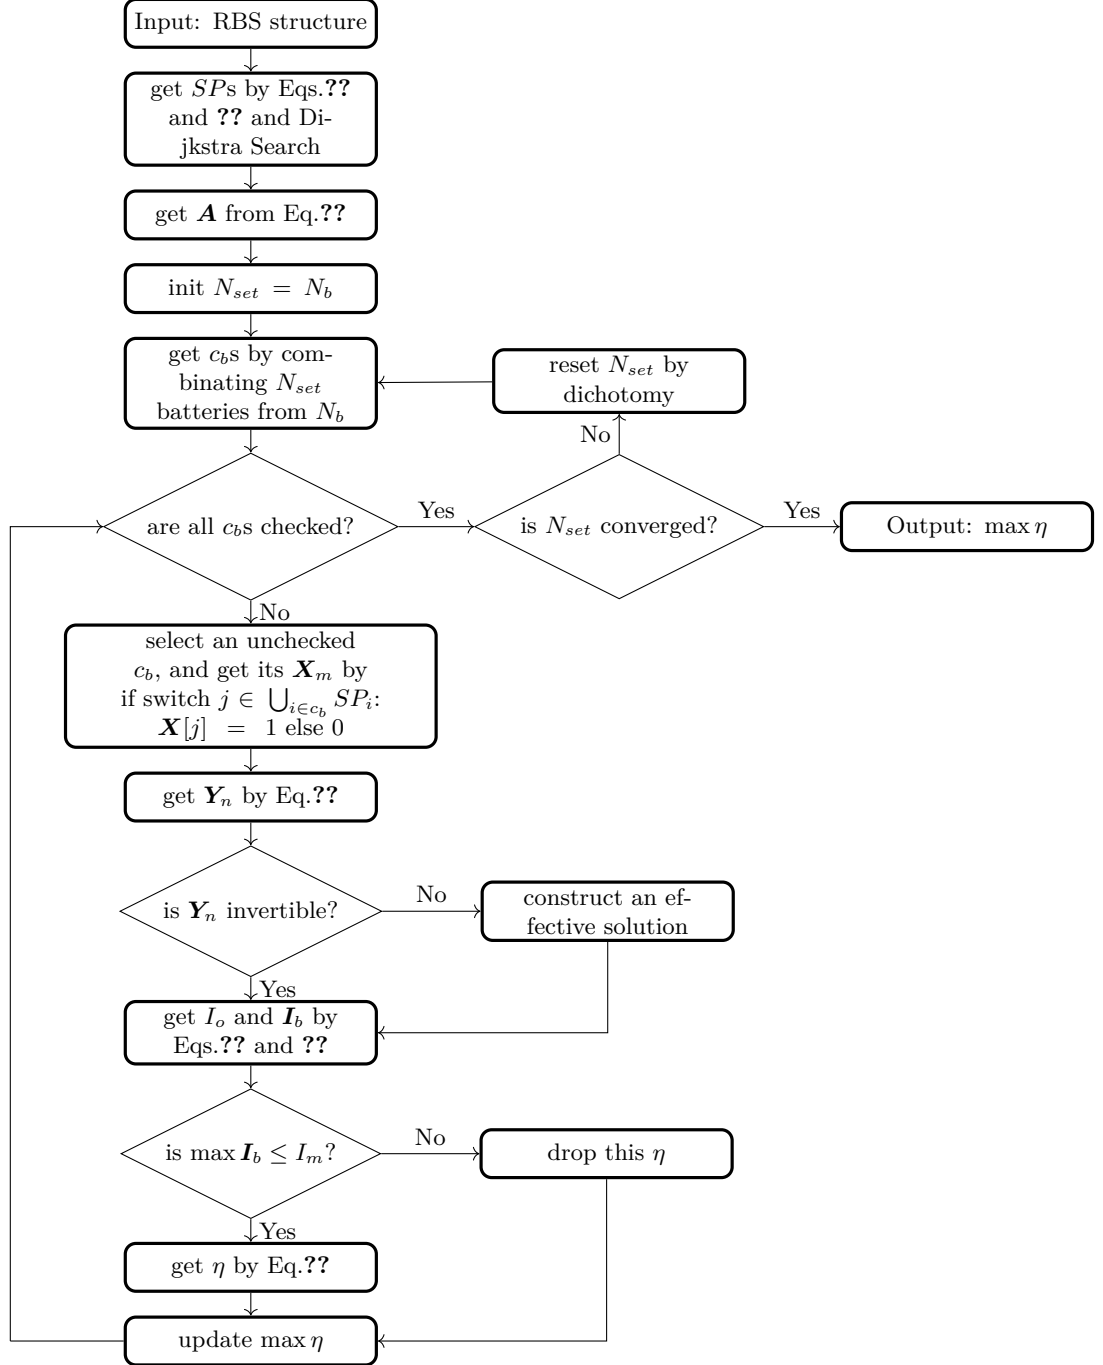 Input: RBS structure
get SPs by Eqs.??
and ?? and Di-
jkstra Search
get A from Eq.??
init N_set = N_b
get c_bs by com-
binating N_set
batteries from N_b
reset N_set by
dichotomy
No
are all c_bs checked?
Yes
is N_set converged?
Yes
Output: max η
No
select an unchecked
c_b, and get its X_m by
if switch j ∈ ⋃_{i∈c_b} SP_i:
X[j] = 1 else 0
get Y_n by Eq.??
is Y_n invertible?
No
construct an ef-
fective solution
Yes
get I_o and I_b by
Eqs.?? and ??
is max I_b ≤ I_m?
No
drop this η
Yes
get η by Eq.??
update max η